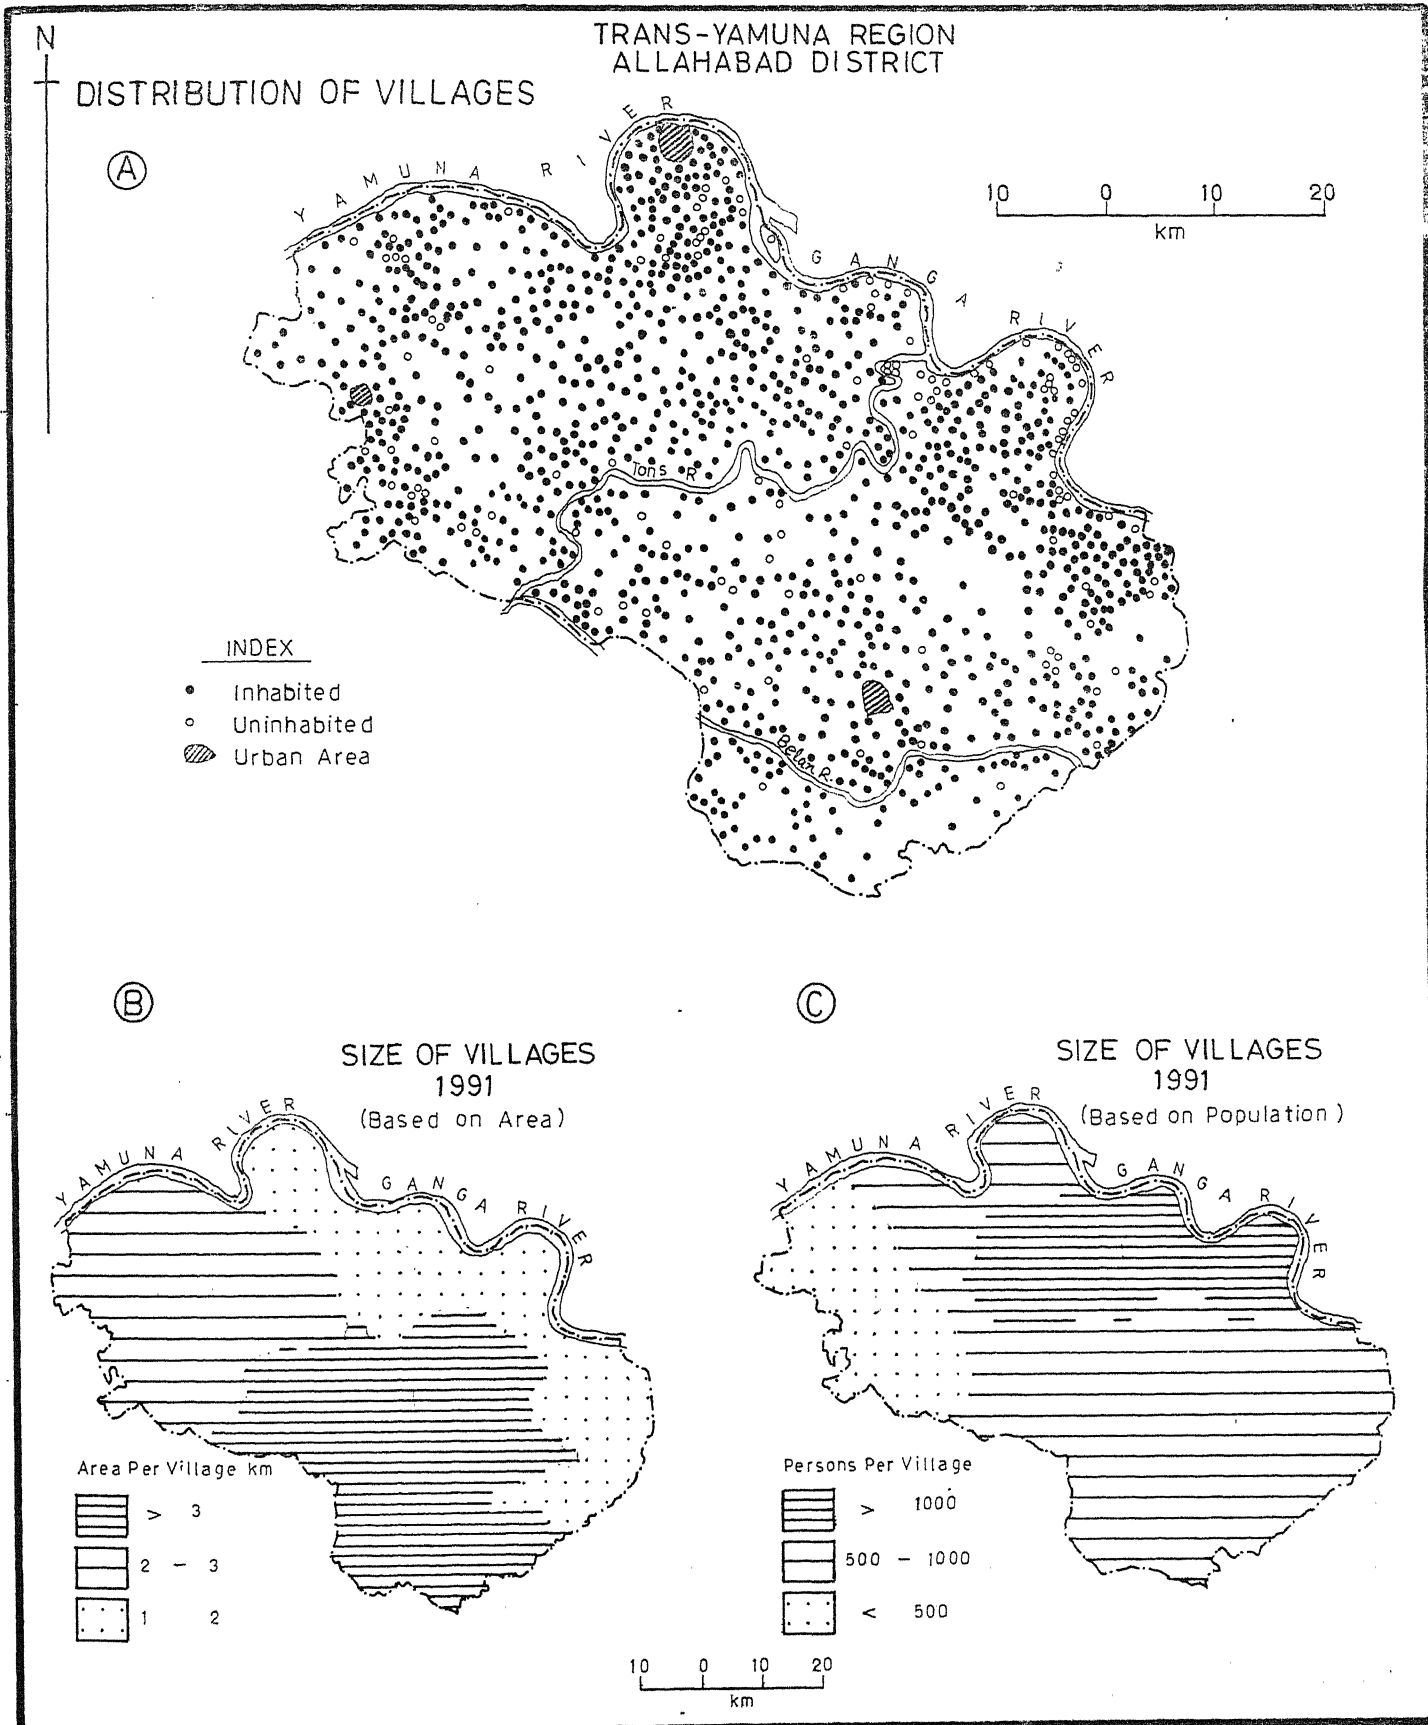 N
TRANS-YAMUNA REGION
ALLAHABAD DISTRICT
DISTRIBUTION OF VILLAGES
A
YAMUNA RIVER
10 0 10 20
km
GANGA RIVER
Tons R
INDEX
Inhabited
Uninhabited
Urban Area
Belan R.
B
SIZE OF VILLAGES
1991
(Based on Area)
YAMUNA RIVER
GANGA RIVER
Area Per Village km
> 3
2 - 3
1 2
C
SIZE OF VILLAGES
1991
(Based on Population)
YAMUNA RIVER
GANGA RIVER
Persons Per Village
> 1000
500 - 1000
< 500
10 0 10 20
km